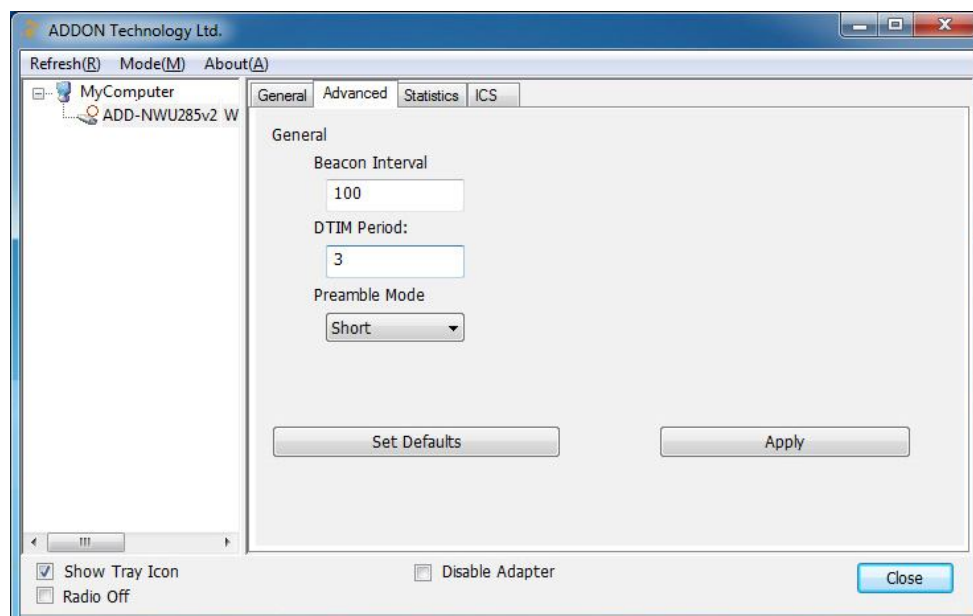 ADDON Technology Ltd.
Refresh(R) Mode(M) About(A)
MyComputer
ADD-NWU285v2 W
General Advanced Statistics ICS
General
Beacon Interval
100
DTIM Period:
3
Preamble Mode
Short
Set Defaults Apply
Show Tray Icon
Radio Off
Disable Adapter
Close